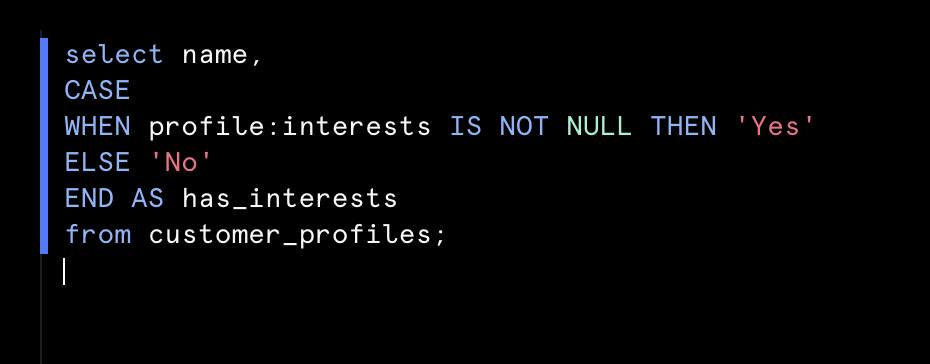 select name,
CASE
WHEN profile:interests IS NOT NULL THEN 'Yes'
ELSE 'No'
END AS has_interests
from customer_profiles;